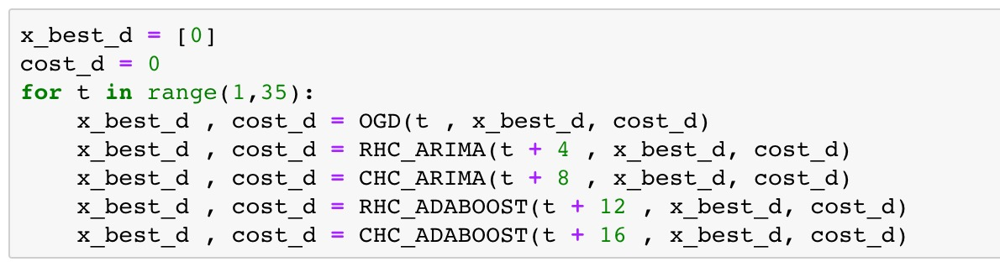 x_best_d = [0]
cost_d = 0
for t in range(1,35):
    x_best_d , cost_d = OGD(t , x_best_d, cost_d)
    x_best_d , cost_d = RHC_ARIMA(t + 4 , x_best_d, cost_d)
    x_best_d , cost_d = CHC_ARIMA(t + 8 , x_best_d, cost_d)
    x_best_d , cost_d = RHC_ADABOOST(t + 12 , x_best_d, cost_d)
    x_best_d , cost_d = CHC_ADABOOST(t + 16 , x_best_d, cost_d)